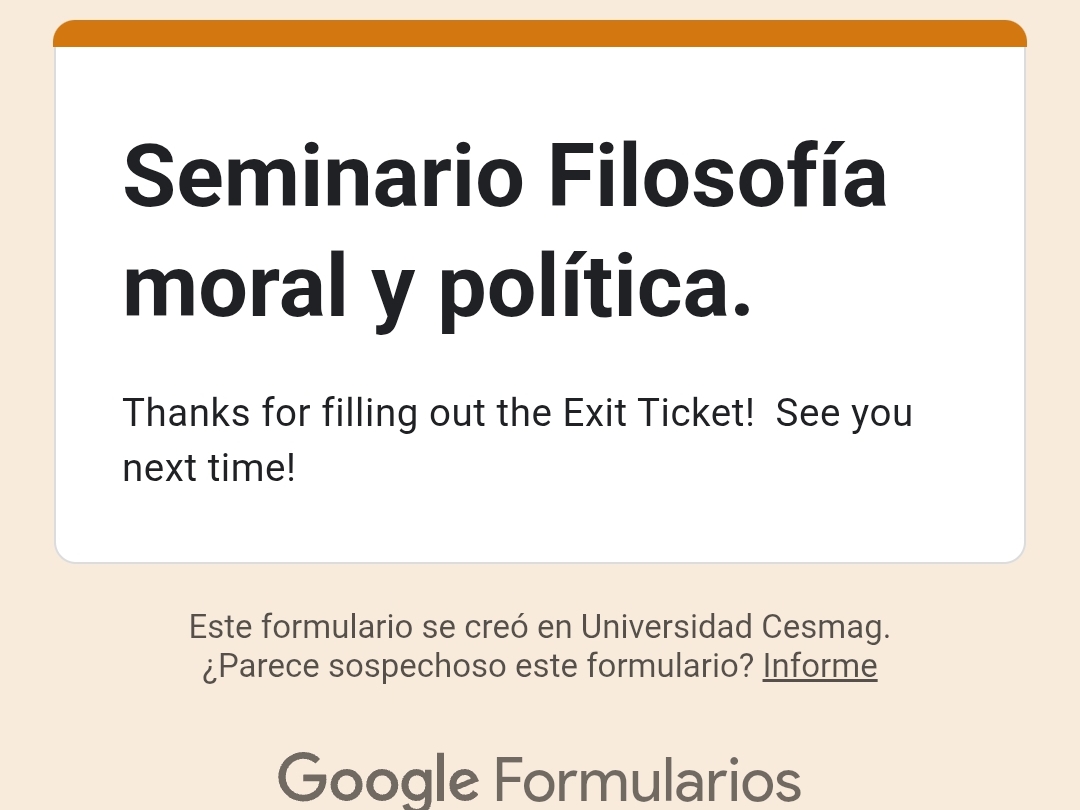 Seminario Filosofía
moral y política.
Thanks for filling out the Exit Ticket!  See you
next time!
Este formulario se creó en Universidad Cesmag.
¿Parece sospechoso este formulario? Informe
Google Formularios